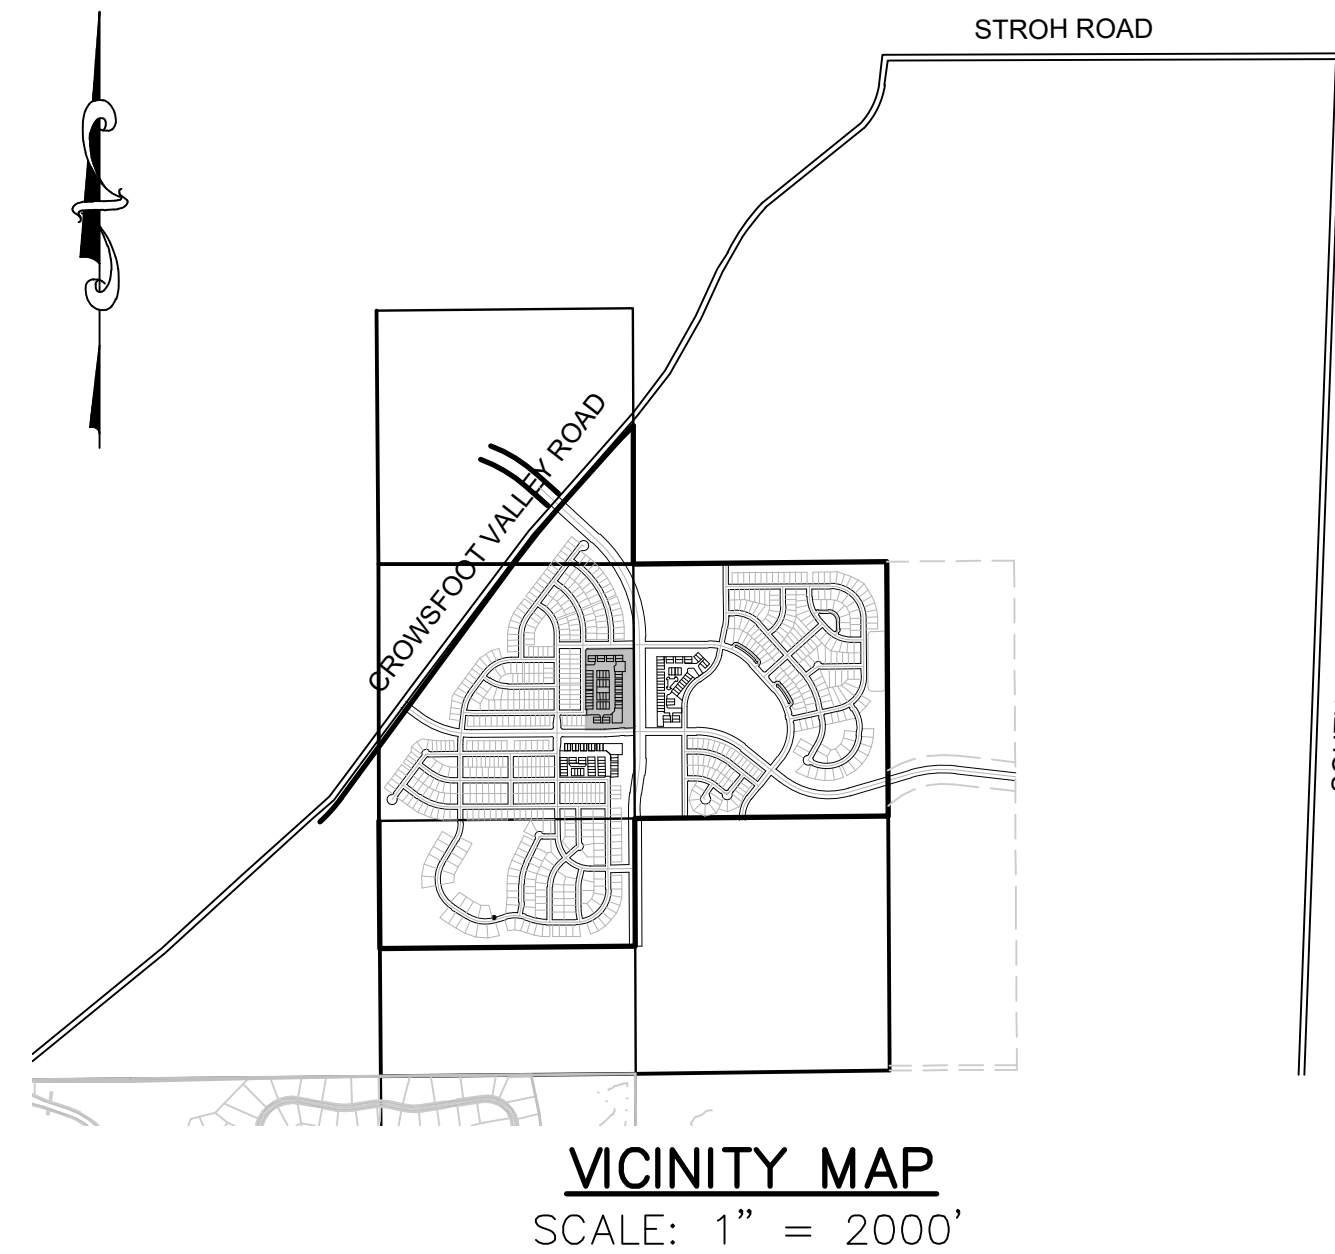 STROH ROAD
CROWSFOOT VALLEY ROAD
VICINITY MAP
SCALE: 1" = 2000'